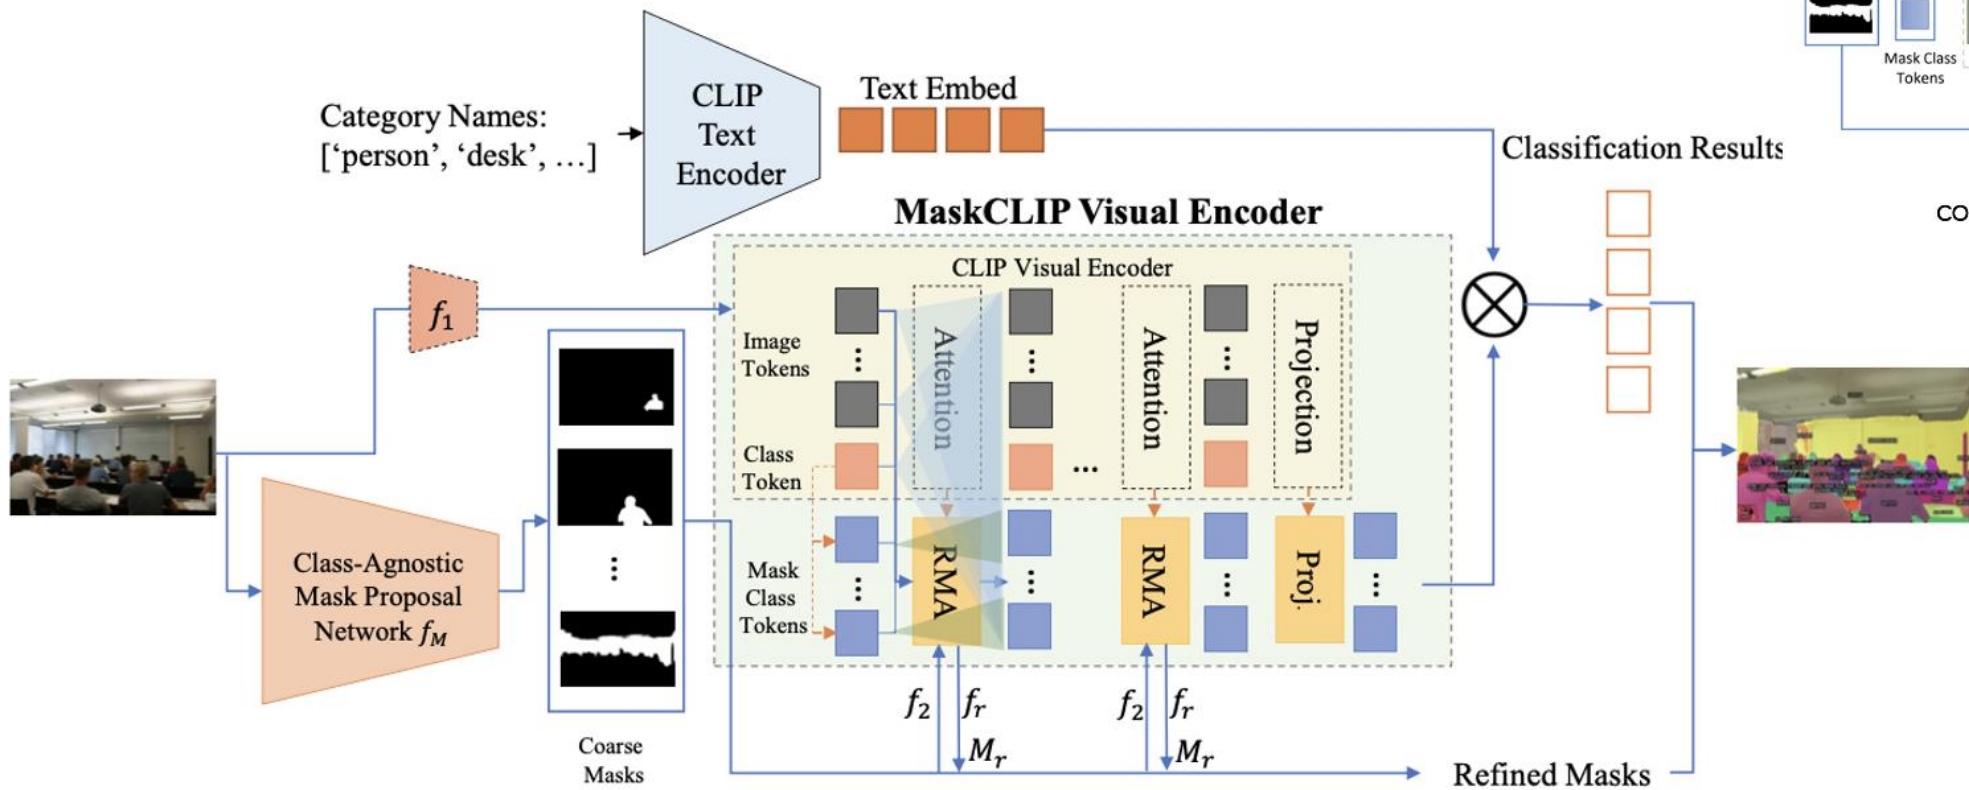 Mask Class
Tokens
co
Category Names:
[‘person’, ‘desk’, …]
CLIP
Text
Encoder
Text Embed
Classification Results
MaskCLIP Visual Encoder
CLIP Visual Encoder
f1
Image
Tokens
...
Attention
...
Attention
...
Projection
Class
Token
...
Mask
Class
Tokens
...
RMA
...
RMA
...
Proj.
...
Class-Agnostic
Mask Proposal
Network fM
...
Coarse
Masks
f2
fr
Mr
f2
fr
Mr
Refined Masks